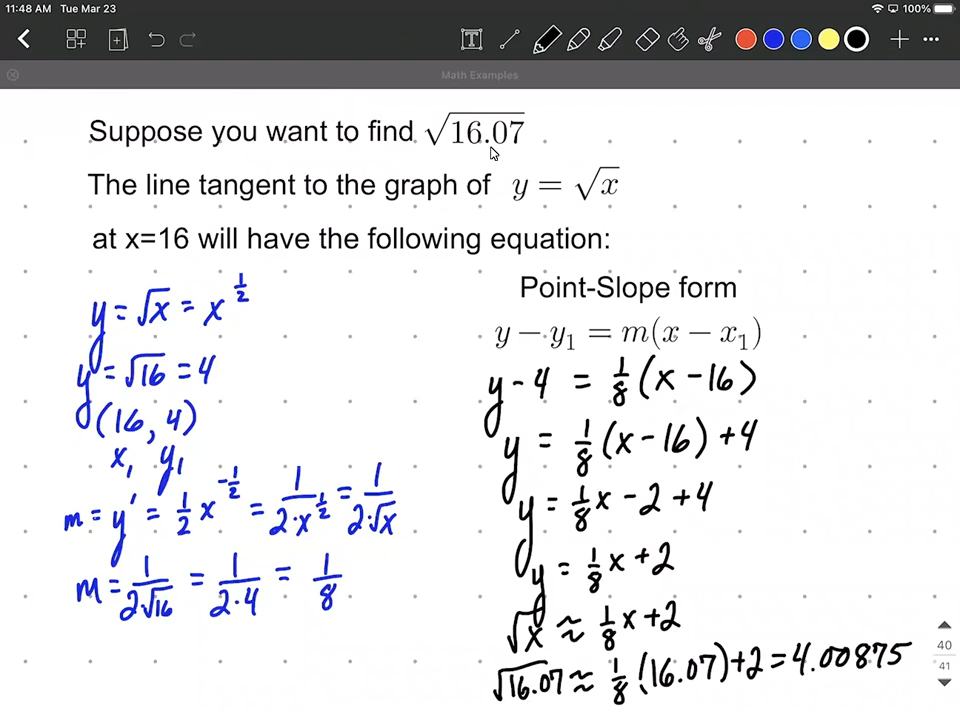 11:48 AM Tue Mar 23
100%
Math Examples
Suppose you want to find √16.07
The line tangent to the graph of y = √x
at x=16 will have the following equation:
y = √x = x^(1/2)
y = √16 = 4
(16, 4)
x₁ y₁
m = y' = 1/2 x^(-1/2) = 1/(2·x^(1/2)) = 1/(2·√x)
m = 1/(2√16) = 1/(2·4) = 1/8
Point-Slope form
y − y₁ = m(x − x₁)
y - 4 = 1/8 (x - 16)
y = 1/8 (x - 16) + 4
y = 1/8 x - 2 + 4
y = 1/8 x + 2
√x ≈ 1/8 x + 2
√16.07 ≈ 1/8 (16.07) + 2 = 4.00875
40
41